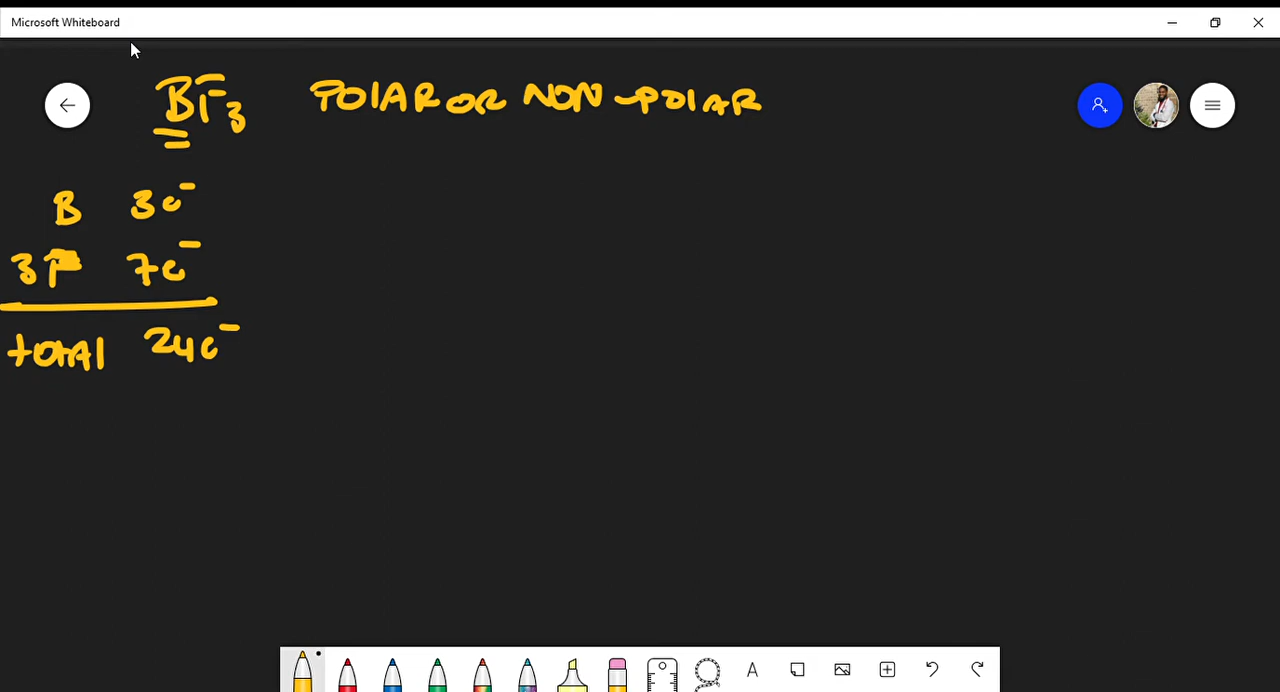 Microsoft Whiteboard
BF3 POLAR OR NON-POLAR
B 3e⁻
3F 7e⁻
TOTAL 24e⁻
A